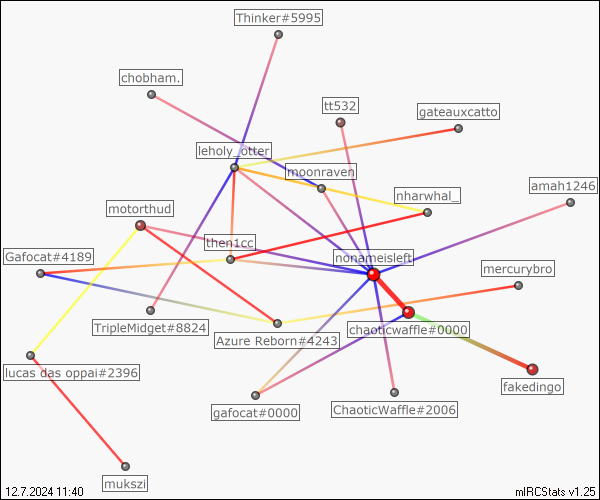 Thinker#5995
chobham.
tt532
gateauxcatto
leholy_otter
moonraven
amah1246
nharwhal_
motorthud
then1cc
Gafocat#4189
nonameisleft
mercurybro
TripleMidget#8824
chaoticwaffle#0000
Azure Reborn#4243
lucas das oppai#2396
fakedingo
gafocat#0000
ChaoticWaffle#2006
mukszi
12.7.2024 11:40
mIRCStats v1.25